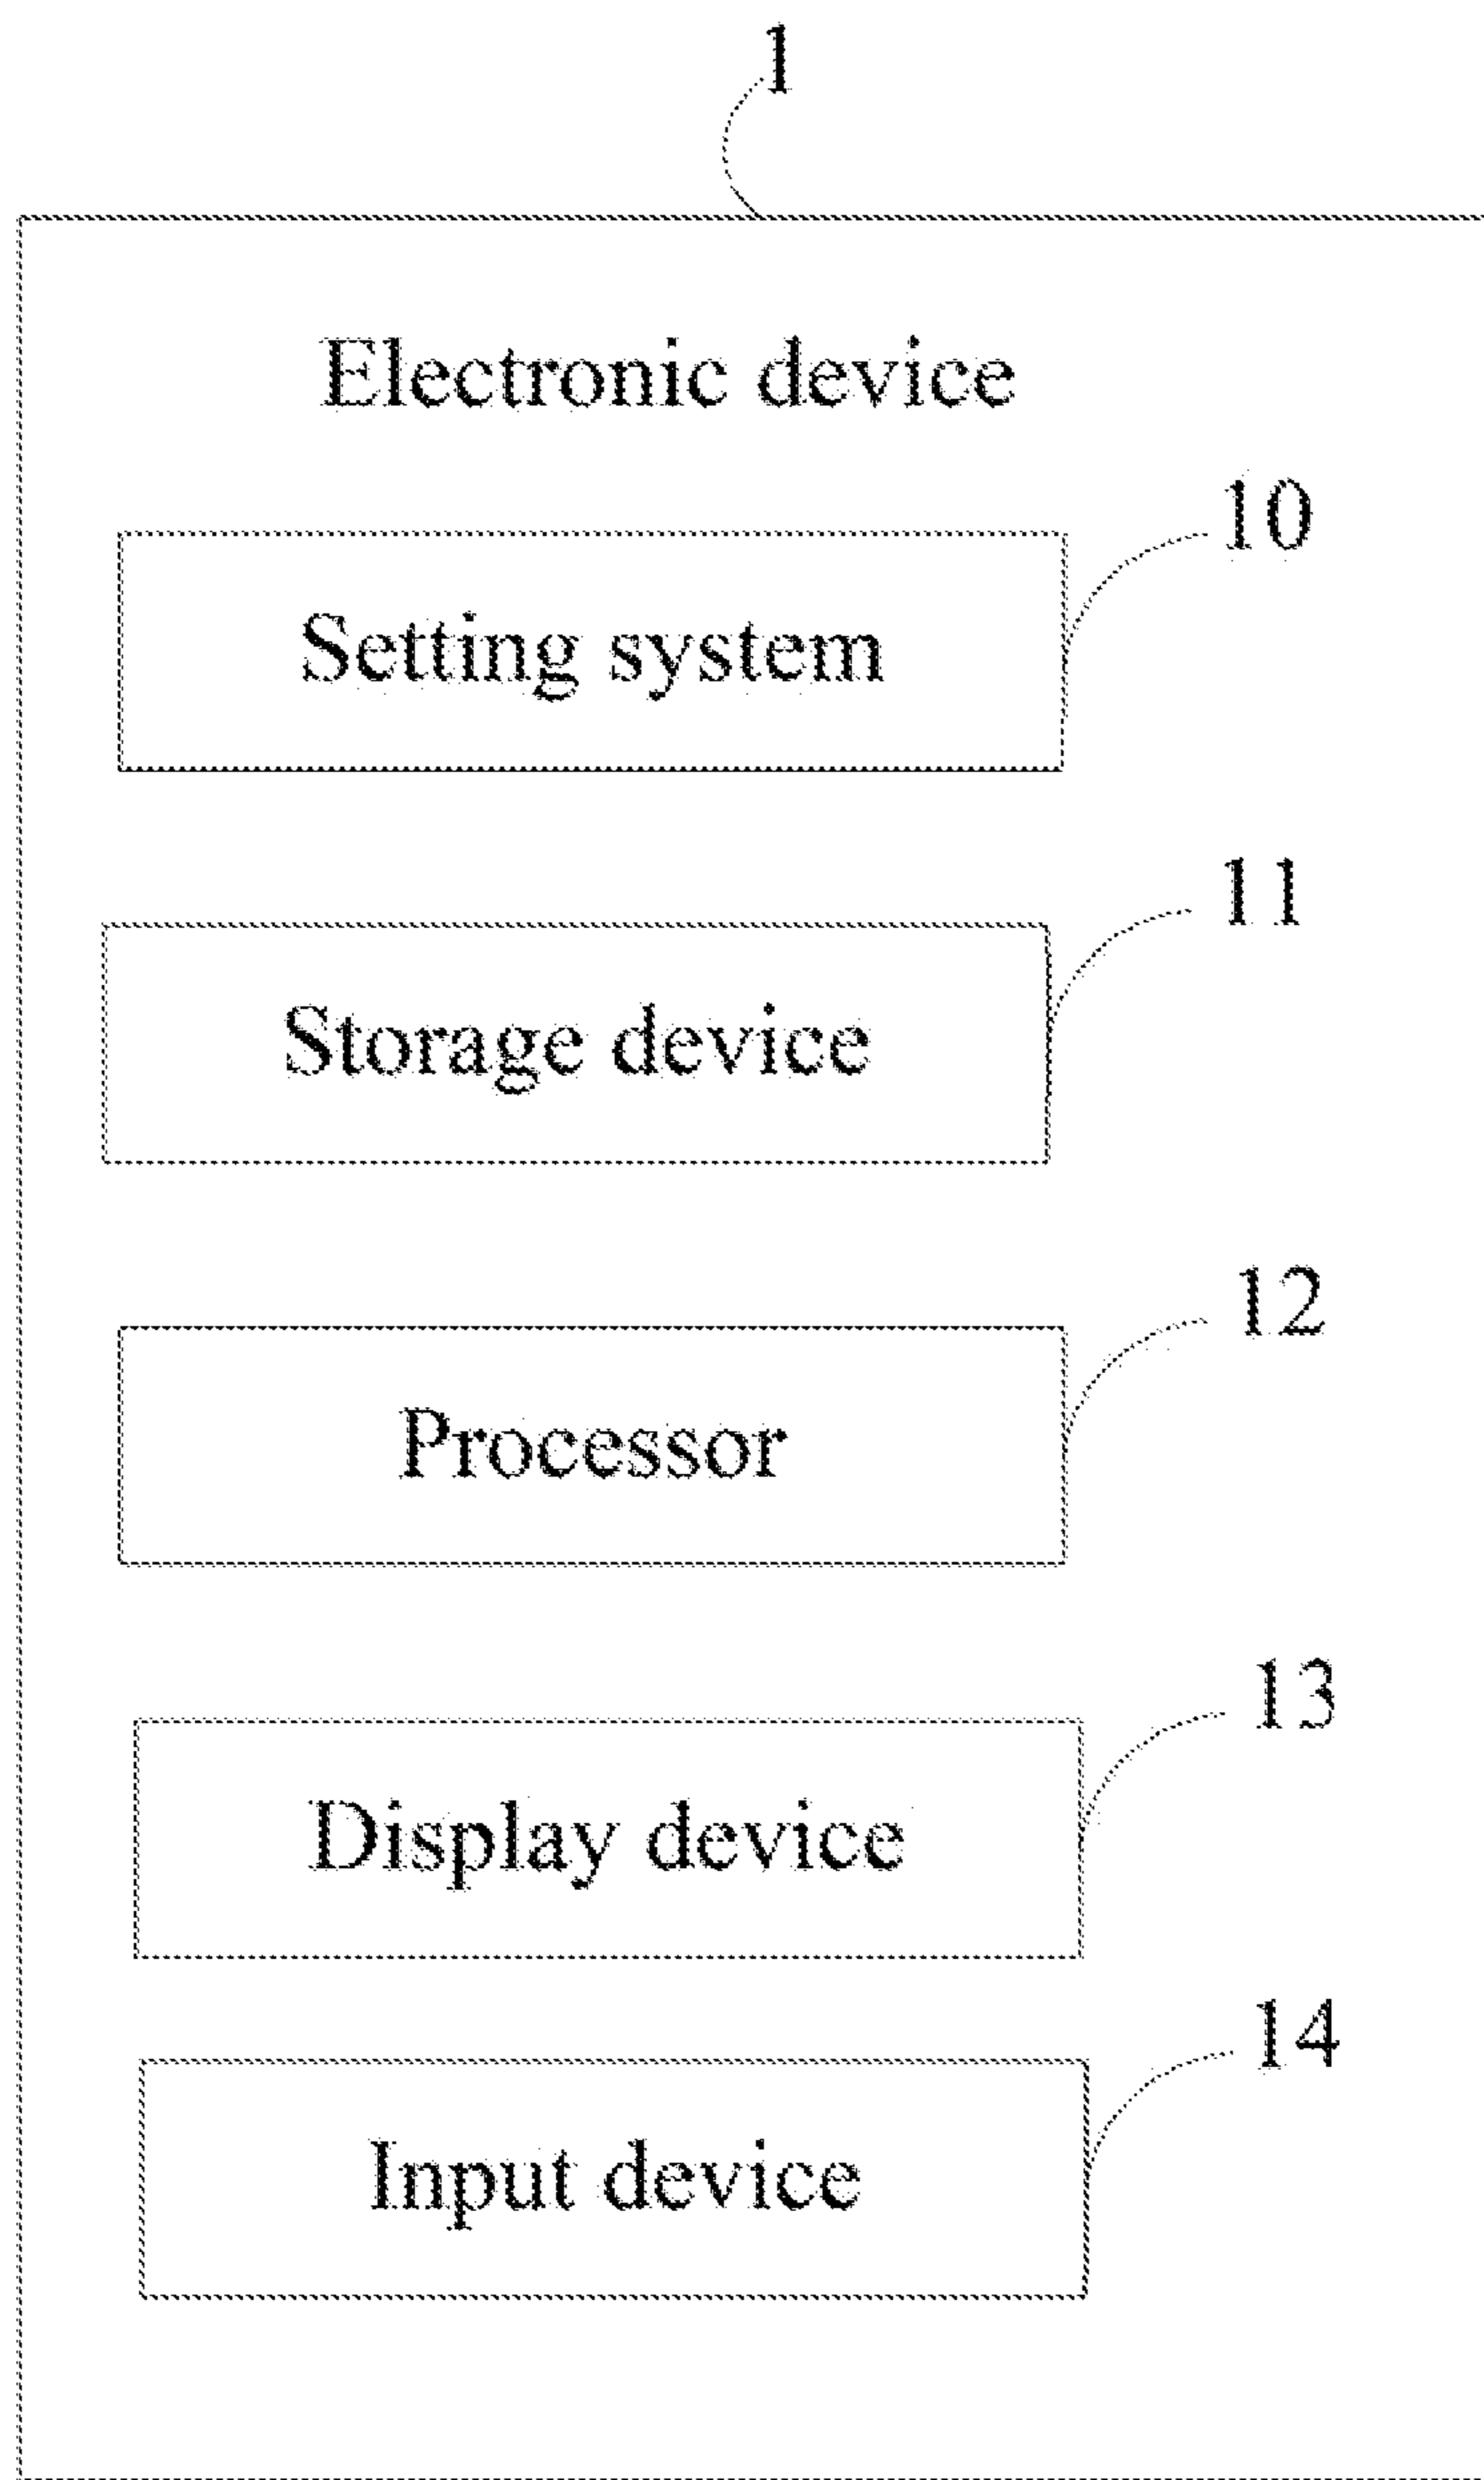 1
Electronic device
10
Setting system
11
Storage device
12
Processor
13
Display device
14
Input device